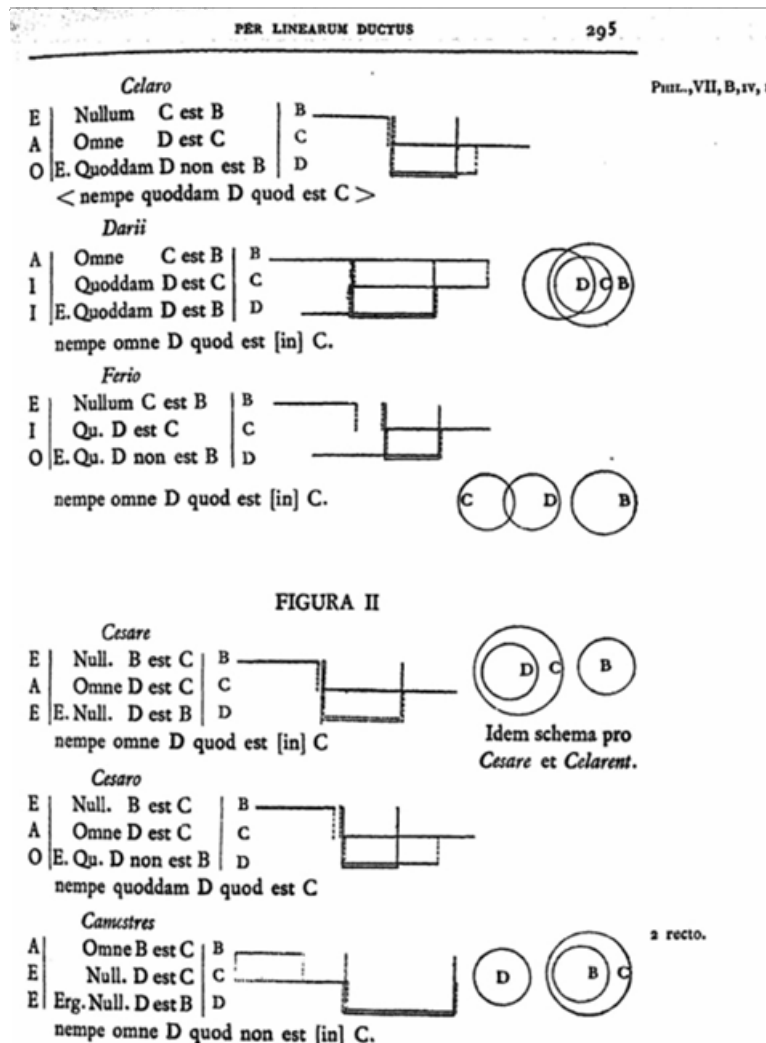 PER LINEARUM DUCTUS 295
Celaro
PHIL., VII, B, IV,
E Nullum C est B B
A Omne D est C C
O E. Quoddam D non est B D
< nempe quoddam D quod est C >
Darii
A Omne C est B B
I Quoddam D est C C D C B
I E. Quoddam D est B D
nempe omne D quod est [in] C.
Ferio
E Nullum C est B B
I Qu. D est C C
O E. Qu. D non est B D
nempe omne D quod est [in] C. C D B
FIGURA II
Cesare
E Null. B est C B
A Omne D est C C D C B
E E. Null. D est B D
nempe omne D quod est [in] C
Idem schema pro
Cesare et Celarent.
Cesaro
E Null. B est C B
A Omne D est C C
O E. Qu. D non est B D
nempe quoddam D quod est C
Camestres
2 recto.
A Omne B est C B
E Null. D est C C D B C
E Erg. Null. D est B D
nempe omne D quod non est [in] C.